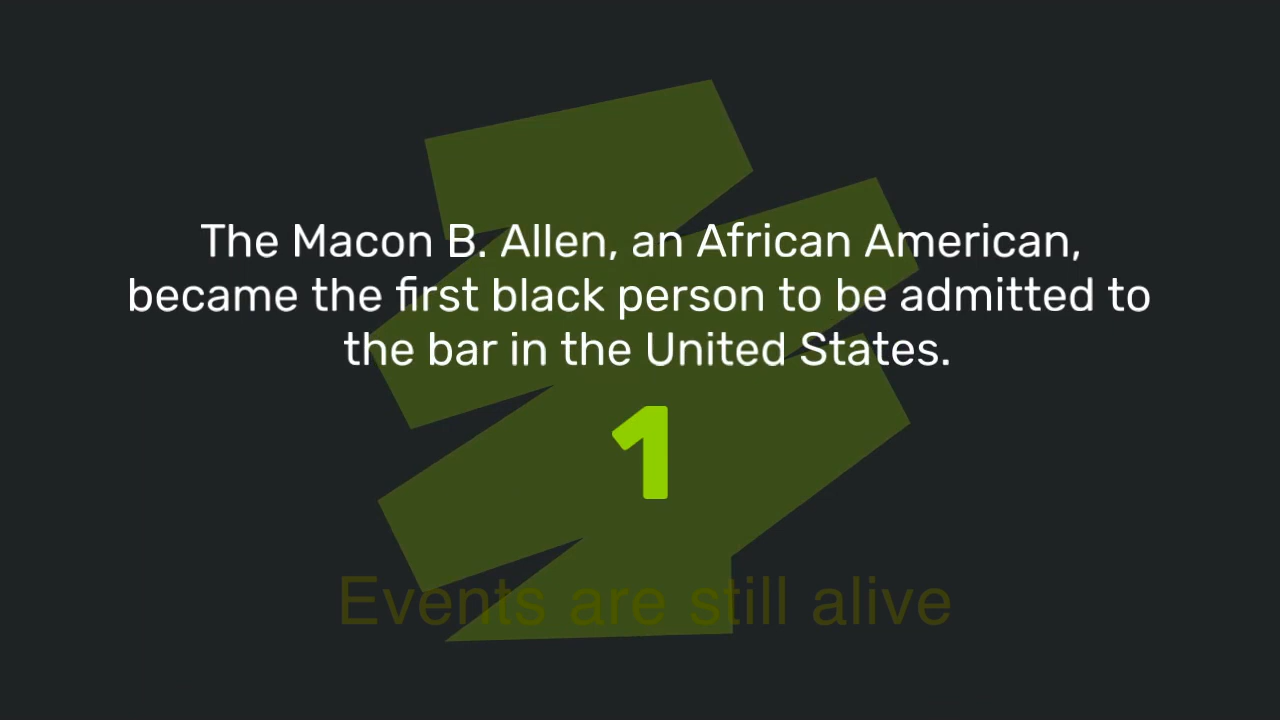 The Macon B. Allen, an African American,
became the first black person to be admitted to
the bar in the United States.
1
Events are still alive